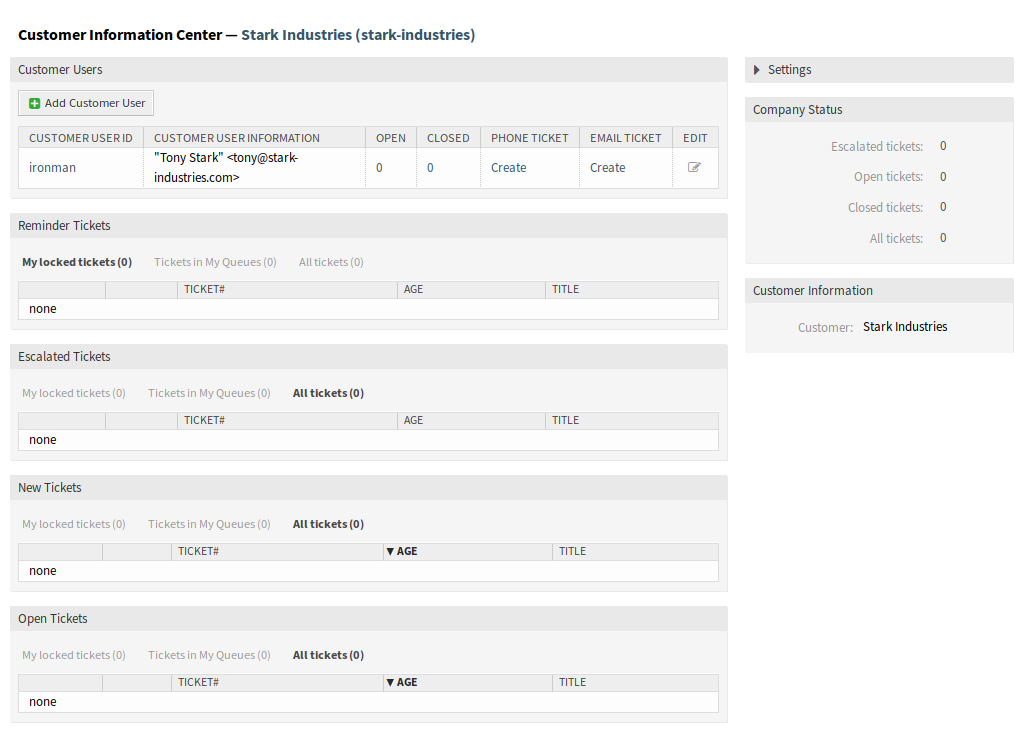 Customer Information Center — Stark Industries (stark-industries)
Customer Users
Add Customer User
CUSTOMER USER ID CUSTOMER USER INFORMATION OPEN CLOSED PHONE TICKET EMAIL TICKET EDIT
ironman "Tony Stark" <tony@stark-
industries.com> 0 0 Create Create
Reminder Tickets
My locked tickets (0) Tickets in My Queues (0) All tickets (0)
TICKET# AGE TITLE
none
Escalated Tickets
My locked tickets (0) Tickets in My Queues (0) All tickets (0)
TICKET# AGE TITLE
none
New Tickets
My locked tickets (0) Tickets in My Queues (0) All tickets (0)
TICKET# ▼ AGE TITLE
none
Open Tickets
My locked tickets (0) Tickets in My Queues (0) All tickets (0)
TICKET# ▼ AGE TITLE
none
Settings
Company Status
Escalated tickets: 0
Open tickets: 0
Closed tickets: 0
All tickets: 0
Customer Information
Customer: Stark Industries